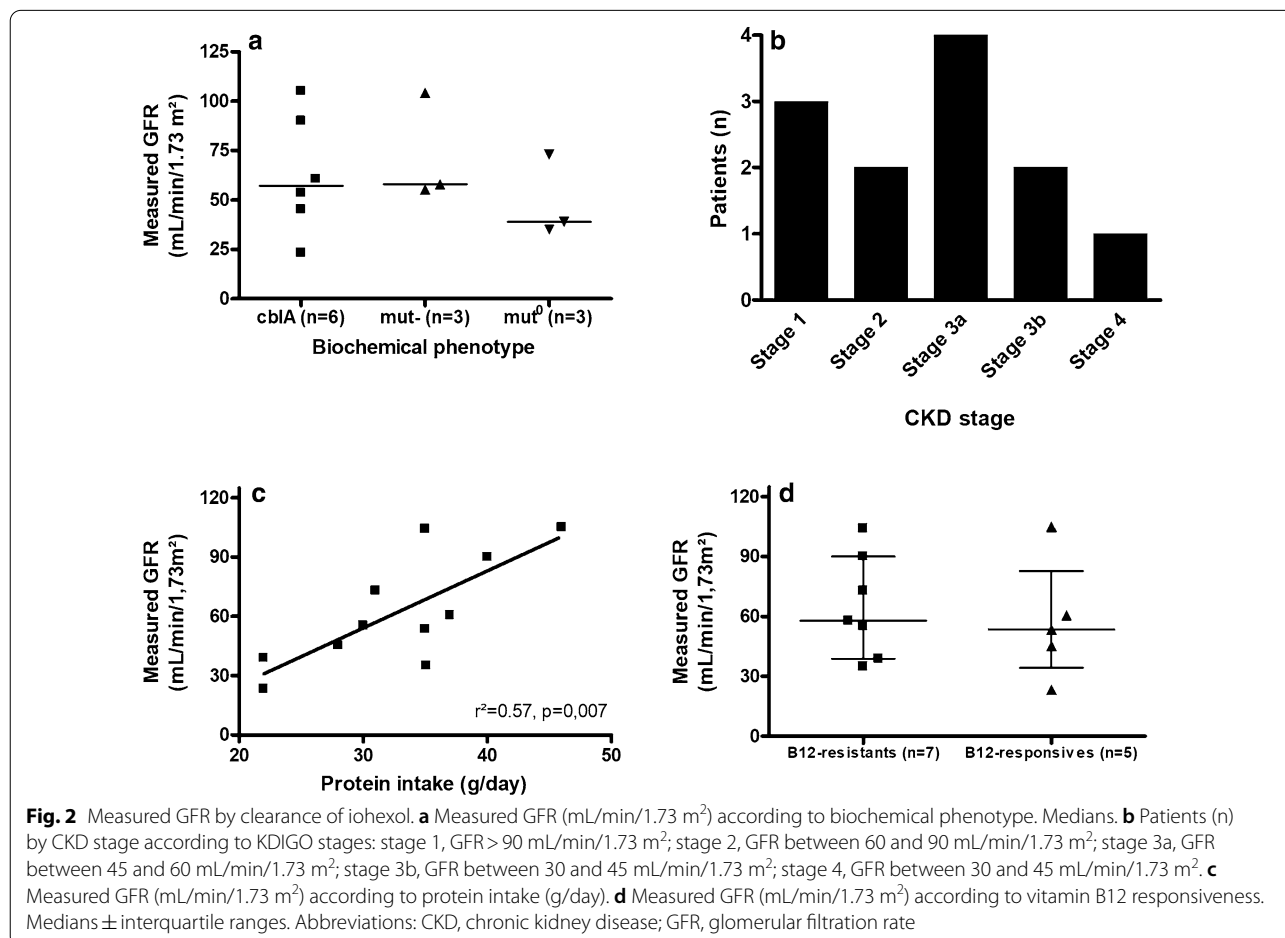 a
125
100
75
50
25
0
Measured GFR
(mL/min/1.73 m²)
cblA (n=6) mut- (n=3) mut⁰ (n=3)
Biochemical phenotype
b
4
3
2
1
0
Patients (n)
Stage 1 Stage 2 Stage 3a Stage 3b Stage 4
CKD stage
c
120
90
60
30
0
Measured GFR
(mL/min/1,73m²)
r²=0.57, p=0,007
20 30 40 50
Protein intake (g/day)
d
120
90
60
30
0
Measured GFR
(mL/min/1,73m²)
B12-resistants (n=7) B12-responsives (n=5)
Fig. 2 Measured GFR by clearance of iohexol. a Measured GFR (mL/min/1.73 m²) according to biochemical phenotype. Medians. b Patients (n)
by CKD stage according to KDIGO stages: stage 1, GFR > 90 mL/min/1.73 m²; stage 2, GFR between 60 and 90 mL/min/1.73 m²; stage 3a, GFR
between 45 and 60 mL/min/1.73 m²; stage 3b, GFR between 30 and 45 mL/min/1.73 m²; stage 4, GFR between 30 and 45 mL/min/1.73 m². c
Measured GFR (mL/min/1.73 m²) according to protein intake (g/day). d Measured GFR (mL/min/1.73 m²) according to vitamin B12 responsiveness.
Medians ± interquartile ranges. Abbreviations: CKD, chronic kidney disease; GFR, glomerular filtration rate